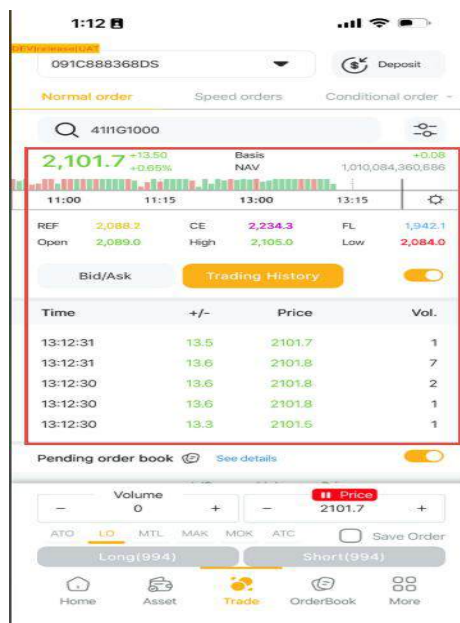 1:12
DEV|release|UAT
091C888368DS
Deposit
Normal order Speed orders Conditional order
41I1G1000
2,101.7 +13.50 Basis +0.08
+0.65% NAV 1,010,084,360,686
11:00 11:15 13:00 13:15
REF 2,088.2 CE 2,234.3 FL 1,942.1
Open 2,089.0 High 2,105.0 Low 2,084.0
Bid/Ask Trading History
Time +/- Price Vol.
13:12:31 13.5 2101.7 1
13:12:31 13.6 2101.8 7
13:12:30 13.6 2101.8 2
13:12:30 13.6 2101.8 1
13:12:30 13.3 2101.5 1
Pending order book See details
Volume Price
- 0 + - 2101.7 +
ATO LO MTL MAK MOK ATC Save Order
Long(994) Short(994)
Home Asset Trade OrderBook More